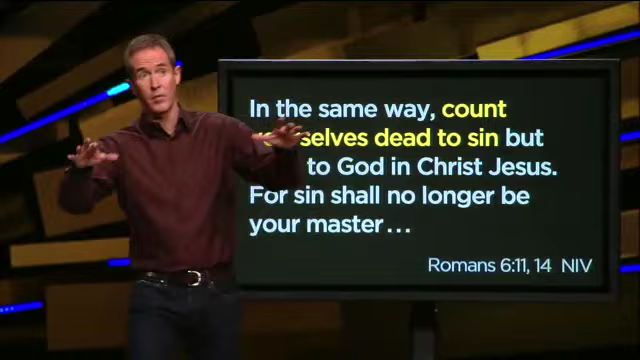 In the same way, count
selves dead to sin but
to God in Christ Jesus.
For sin shall no longer be
your master...
Romans 6:11, 14 NIV